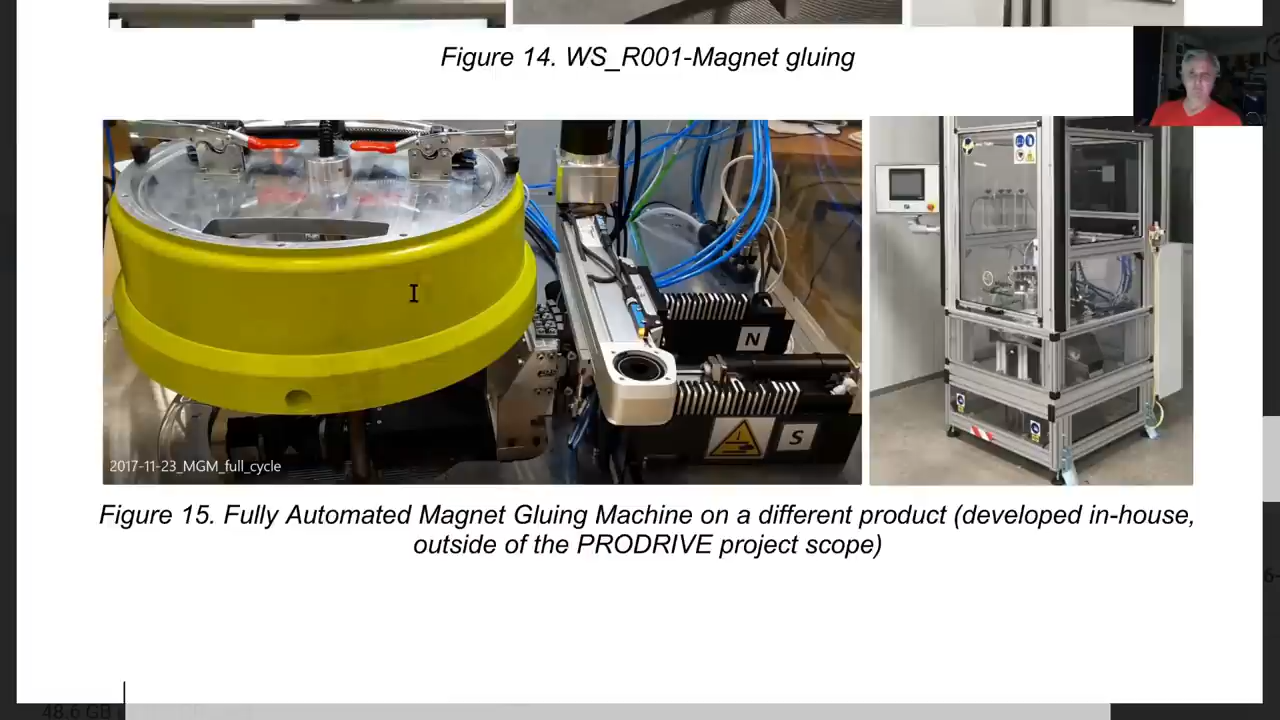 Figure 14. WS_R001-Magnet gluing
N
S
2017-11-23_MGM_full_cycle
Figure 15. Fully Automated Magnet Gluing Machine on a different product (developed in-house,
outside of the PRODRIVE project scope)
48.6 GB